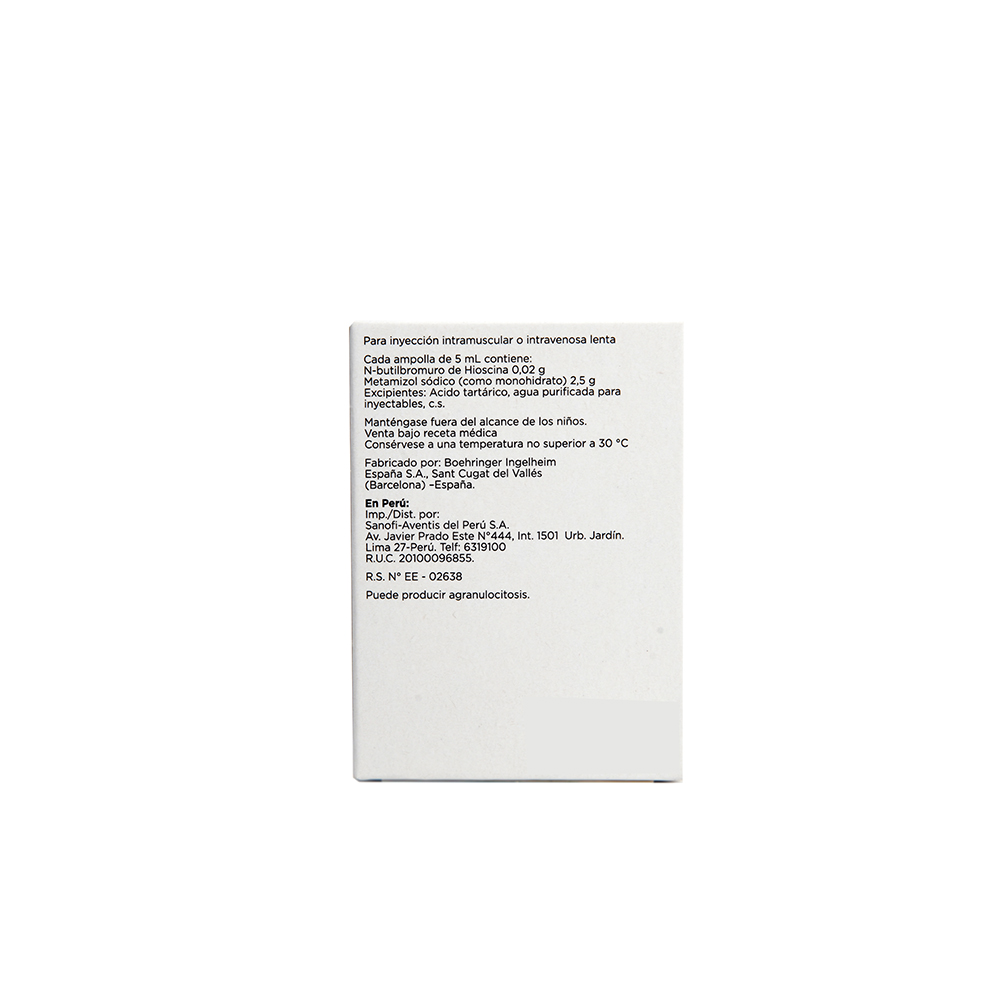 Para inyección intramuscular o intravenosa lenta
Cada ampolla de 5 mL contiene:
N-butilbromuro de Hioscina 0,02 g
Metamizol sódico (como monohidrato) 2,5 g
Excipientes: Acido tartárico, agua purificada para
inyectables, c.s.
Manténgase fuera del alcance de los niños.
Venta bajo receta médica
Consérvese a una temperatura no superior a 30 °C
Fabricado por: Boehringer Ingelheim
España S.A., Sant Cugat del Vallés
(Barcelona) –España.
En Perú:
Imp./Dist. por:
Sanofi-Aventis del Perú S.A.
Av. Javier Prado Este N°444, Int. 1501 Urb. Jardín.
Lima 27-Perú. Telf: 6319100
R.U.C. 20100096855.
R.S. N° EE - 02638
Puede producir agranulocitosis.